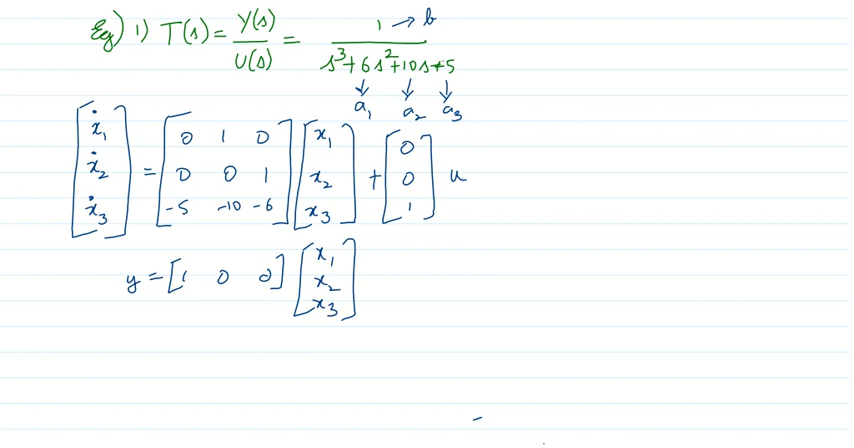 Eg) 1) T(s) = Y(s)/U(s) = 1/(s³+6s²+10s+5) → b
↓ a₁ ↓ a₂ ↓ a₃
[ẋ₁ ẋ₂ ẋ₃] = [0 1 0; 0 0 1; -5 -10 -6] [x₁ x₂ x₃] + [0 0 1] u
y = [1 0 0] [x₁ x₂ x₃]